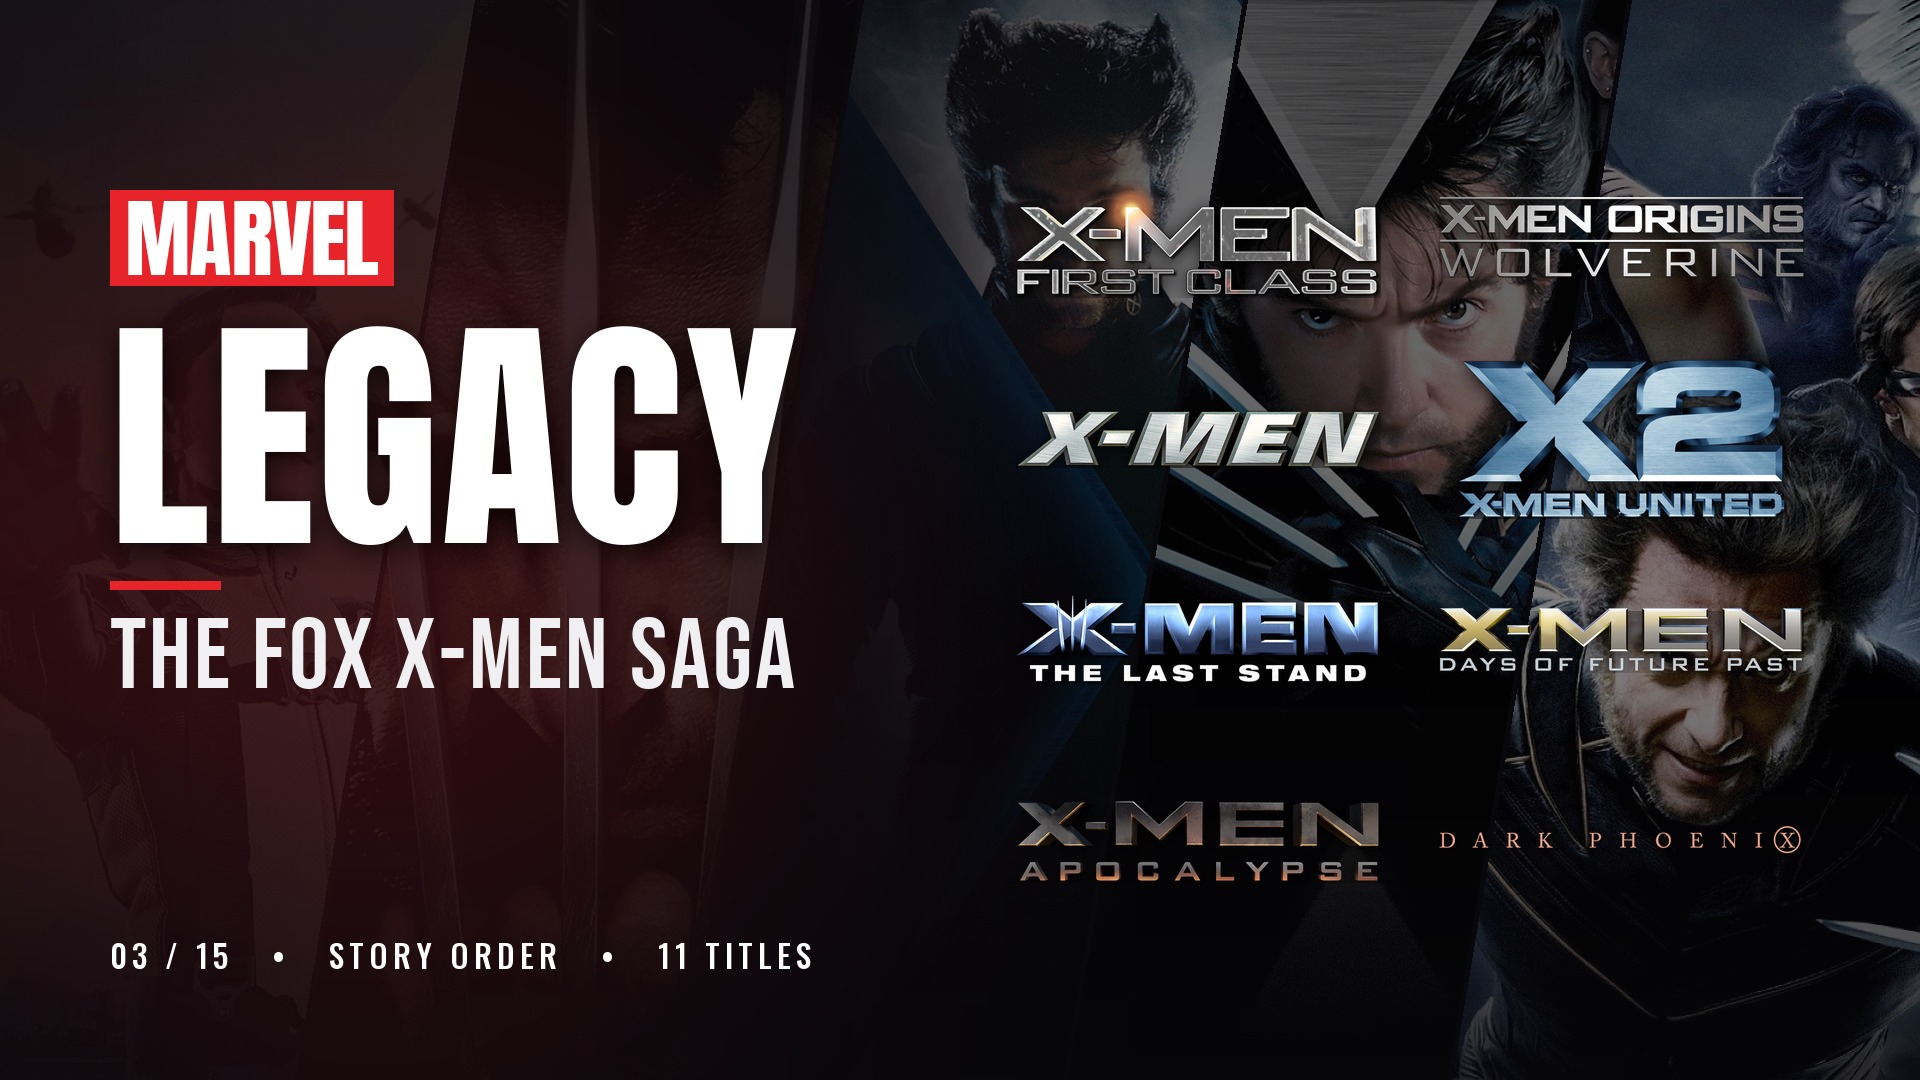 MARVEL
LEGACY
THE FOX X-MEN SAGA
03 / 15 • STORY ORDER • 11 TITLES
X-MEN
FIRST CLASS
X-MEN ORIGINS
WOLVERINE
X-MEN
X2
X-MEN UNITED
X-MEN
THE LAST STAND
X-MEN
DAYS OF FUTURE PAST
X-MEN
APOCALYPSE
DARK PHOENIX